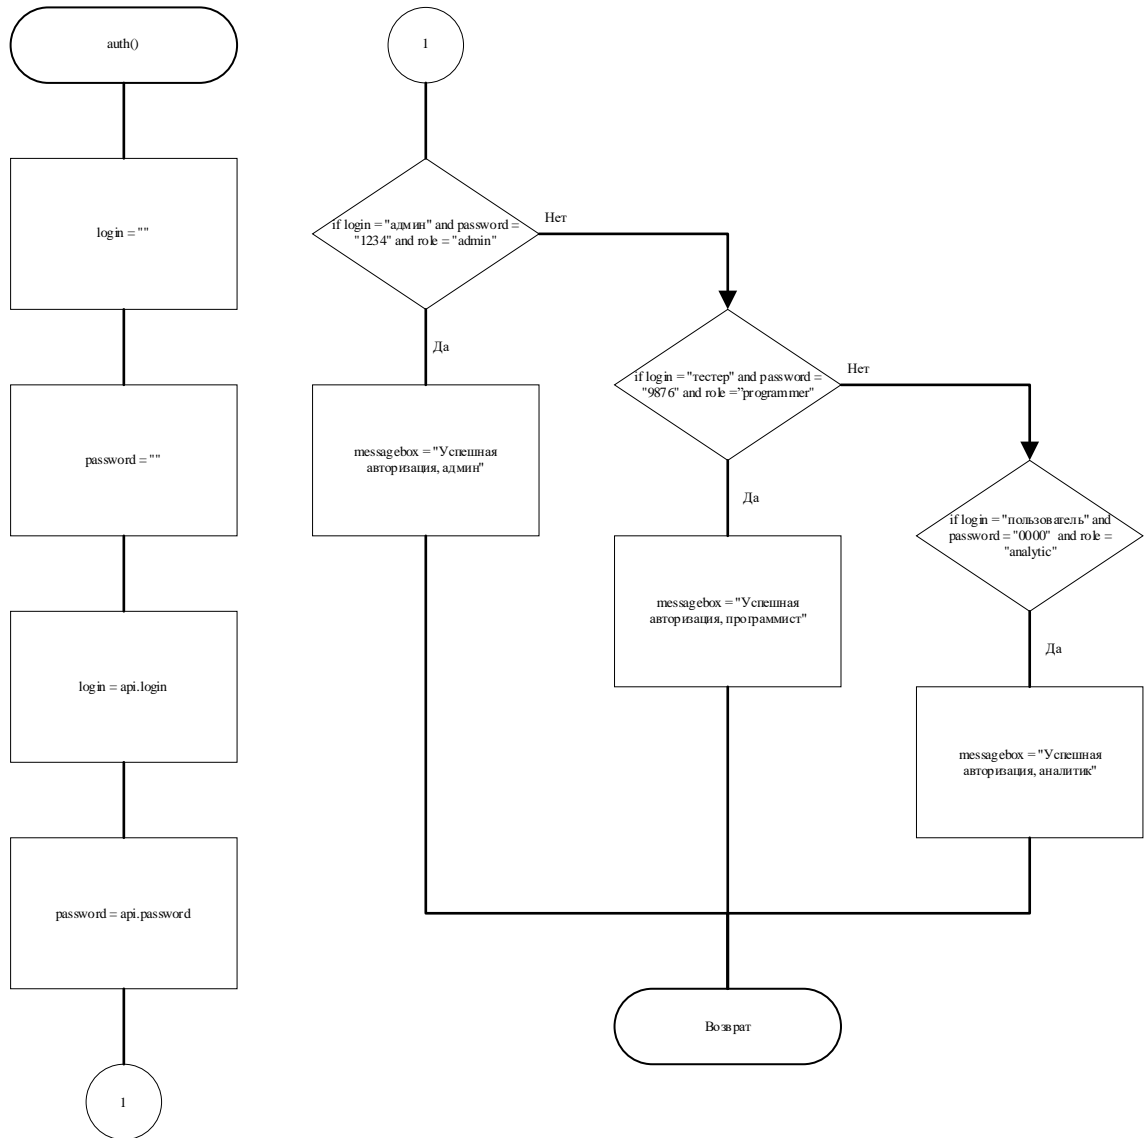 auth()
login = ""
password = ""
login = api.login
password = api.password
1
1
if login = "админ" and password =
"1234" and role = "admin"
Нет
Да
messagebox = "Успешная
авторизация, админ"
if login = "тестер" and password =
"9876" and role =”programmer"
Нет
Да
messagebox = "Успешная
авторизация, программист"
if login = "пользователь" and
password = "0000"  and role =
"analytic"
Да
messagebox = "Успешная
авторизация, аналитик"
Возврат